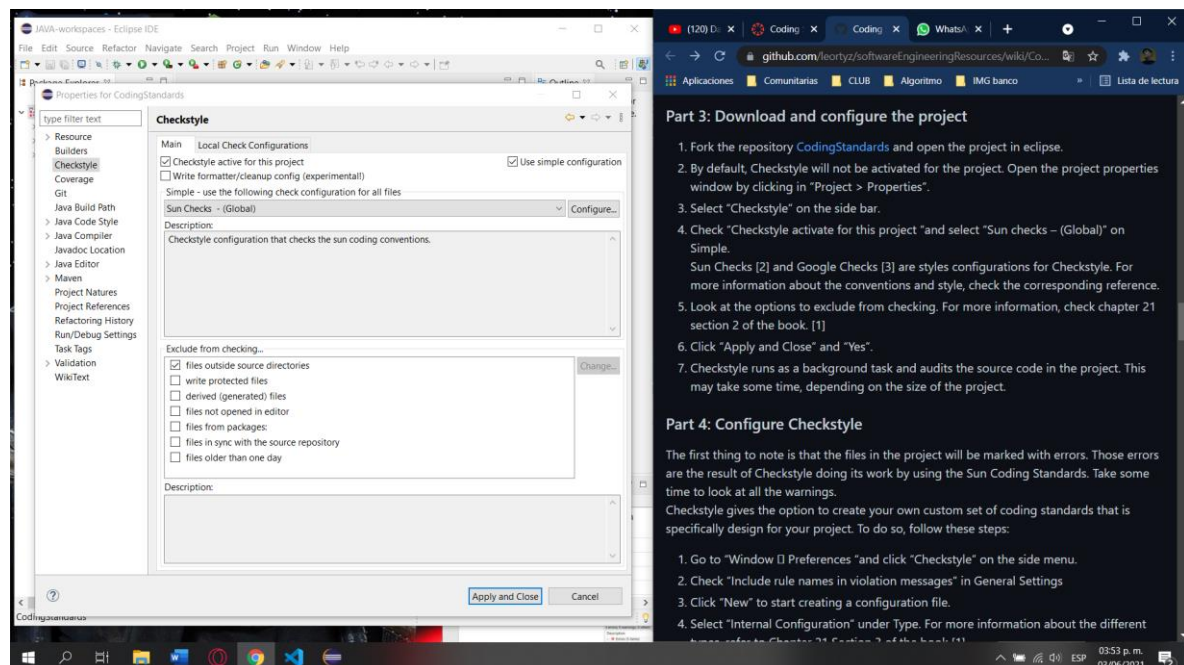 JAVA-workspaces - Eclipse IDE
File Edit Source Refactor Navigate Search Project Run Window Help
Properties for CodingStandards
type filter text
Resource
Builders
Checkstyle
Coverage
Git
Java Build Path
Java Code Style
Java Compiler
Javadoc Location
Java Editor
Maven
Project Natures
Project References
Refactoring History
Run/Debug Settings
Task Tags
Validation
WikiText
Checkstyle
Main Local Check Configurations
Checkstyle active for this project
Use simple configuration
Write formatter/cleanup config (experimental!)
Simple - use the following check configuration for all files
Sun Checks - (Global)
Configure...
Description:
Checkstyle configuration that checks the sun coding conventions.
Exclude from checking...
files outside source directories
Change...
write protected files
derived (generated) files
files not opened in editor
files from packages:
files in sync with the source repository
files older than one day
Description:
Apply and Close
Cancel
CodingStandards
(120) D
Coding
Coding
WhatsA
github.com/leortyz/softwareEngineeringResources/wiki/Co...
Aplicaciones
Comunitarias
CLUB
Algoritmo
IMG banco
Lista de lectura
Part 3: Download and configure the project
1. Fork the repository CodingStandards and open the project in eclipse.
2. By default, Checkstyle will not be activated for the project. Open the project properties
window by clicking in "Project > Properties".
3. Select "Checkstyle" on the side bar.
4. Check "Checkstyle activate for this project "and select "Sun checks – (Global)" on
Simple.
Sun Checks [2] and Google Checks [3] are styles configurations for Checkstyle. For
more information about the conventions and style, check the corresponding reference.
5. Look at the options to exclude from checking. For more information, check chapter 21
section 2 of the book. [1]
6. Click "Apply and Close" and "Yes".
7. Checkstyle runs as a background task and audits the source code in the project. This
may take some time, depending on the size of the project.
Part 4: Configure Checkstyle
The first thing to note is that the files in the project will be marked with errors. Those errors
are the result of Checkstyle doing its work by using the Sun Coding Standards. Take some
time to look at all the warnings.
Checkstyle gives the option to create your own custom set of coding standards that is
specifically design for your project. To do so, follow these steps:
1. Go to "Window ▯ Preferences "and click "Checkstyle" on the side menu.
2. Check "Include rule names in violation messages" in General Settings
3. Click "New" to start creating a configuration file.
4. Select "Internal Configuration" under Type. For more information about the different
types, refer to Chapter 21 Section 2 of the book [1]
ESP
03:53 p. m.
02/06/2021